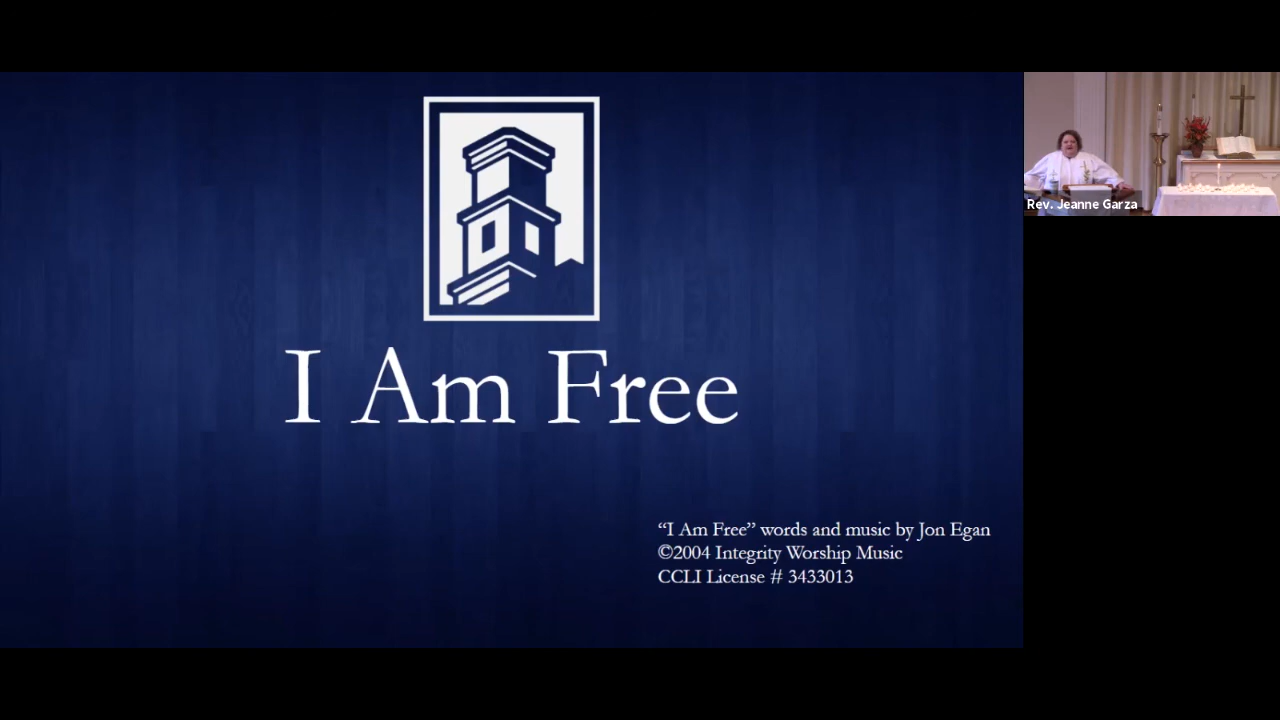 I Am Free
“I Am Free” words and music by Jon Egan
©2004 Integrity Worship Music
CCLI License # 3433013
Rev. Jeanne Garza